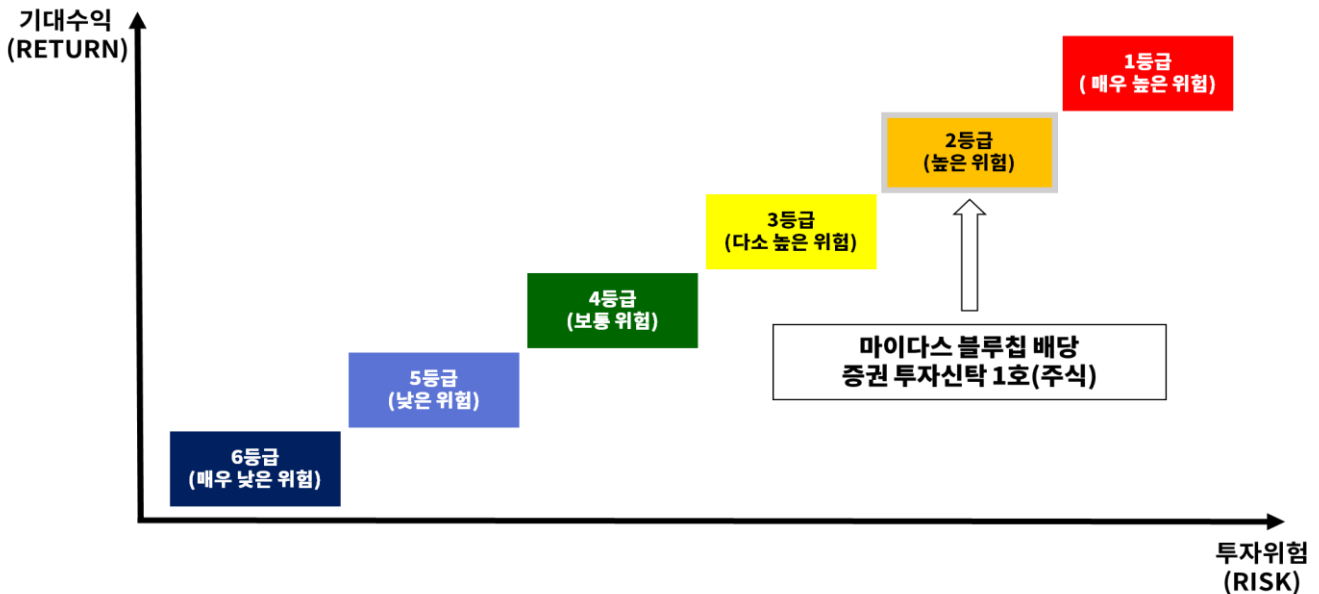 기대수익
(RETURN)
1등급
( 매우 높은 위험)
2등급
(높은 위험)
3등급
(다소 높은 위험)
4등급
(보통 위험)
마이다스 블루칩 배당
증권 투자신탁 1호(주식)
5등급
(낮은 위험)
6등급
(매우 낮은 위험)
투자위험
(RISK)